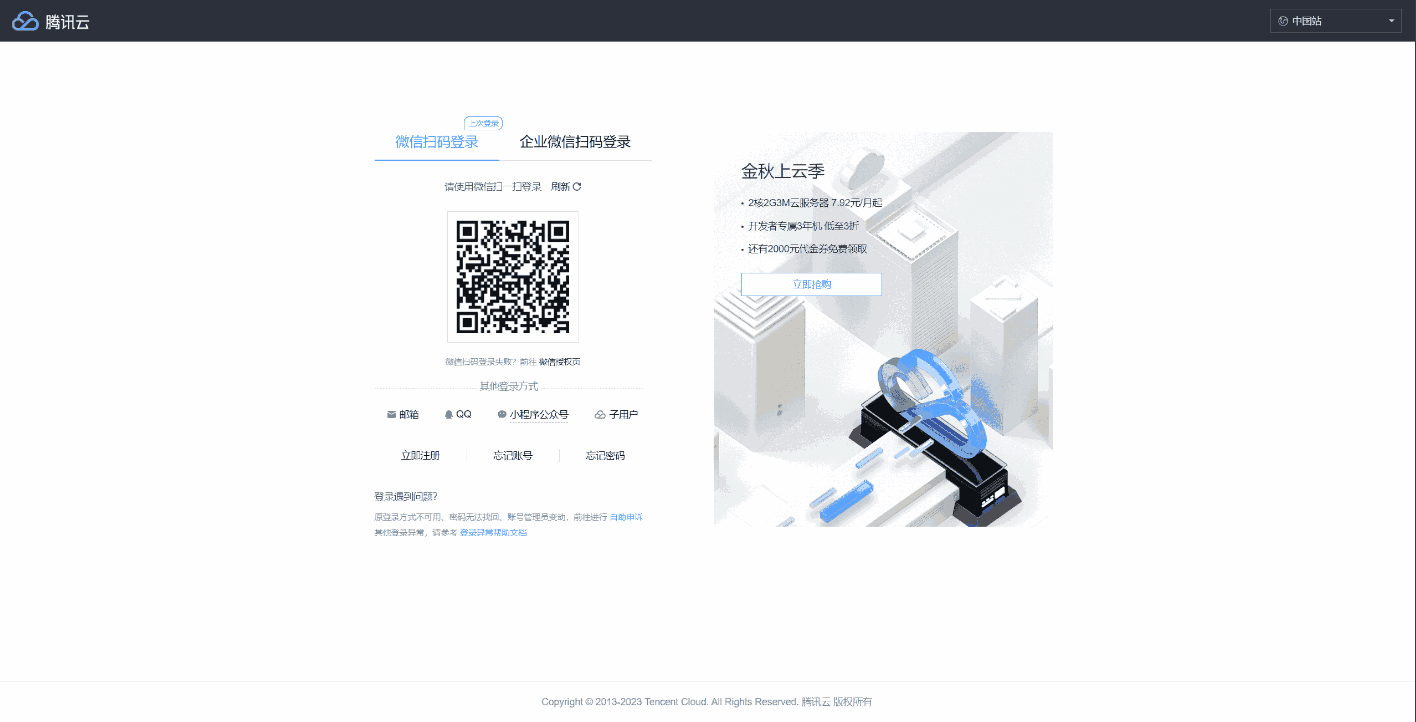 腾讯云
中国站
上次登录
微信扫码登录 企业微信扫码登录
请使用微信扫一扫登录 刷新
微信扫码登录失败？前往 微信授权页
其他登录方式
邮箱 QQ 小程序公众号 子用户
立即注册 忘记账号 忘记密码
登录遇到问题？
原登录方式不可用、密码无法找回、账号管理员变动，前往进行 自助申诉
其他登录异常，请参考 登录异常帮助文档
金秋上云季
• 2核2G3M云服务器 7.92元/月起
• 开发者专属3年机 低至3折
• 还有2000元代金券免费领取
立即抢购
Copyright © 2013-2023 Tencent Cloud. All Rights Reserved. 腾讯云 版权所有